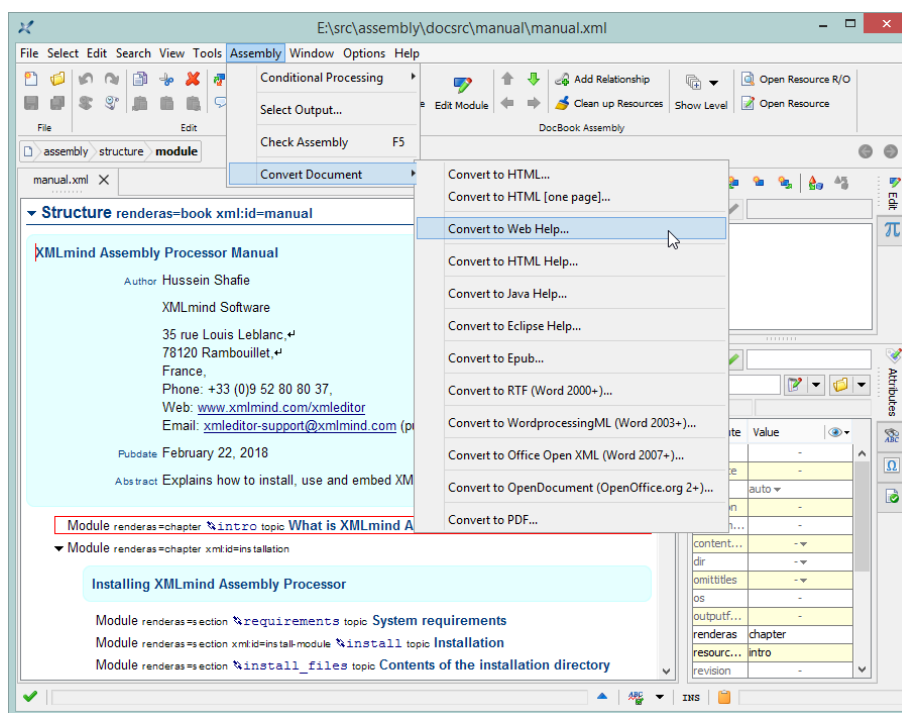 E:\src\assembly\docsrc\manual\manual.xml
File Select Edit Search View Tools Assembly Window Options Help
Conditional Processing
Select Output...
Check Assembly F5
Convert Document
Edit Module
Add Relationship
Clean up Resources
Show Level
Open Resource R/O
Open Resource
File
Edit
DocBook Assembly
assembly structure module
manual.xml
Edit
Structure renderas=book xml:id=manual
XMLmind Assembly Processor Manual
Author Hussein Shafie
XMLmind Software
35 rue Louis Leblanc,↵
78120 Rambouillet,↵
France,
Phone: +33 (0)9 52 80 80 37,
Web: www.xmlmind.com/xmleditor
Email: xmleditor-support@xmlmind.com
Pubdate February 22, 2018
Abstract Explains how to install, use and embed XM
Module renderas=chapter intro topic What is XMLmind A
Module renderas=chapter xml:id=installation
Installing XMLmind Assembly Processor
Module renderas=section requirements topic System requirements
Module renderas=section xml:id=install-module install topic Installation
Module renderas=section install_files topic Contents of the installation directory
Convert to HTML...
Convert to HTML [one page]...
Convert to Web Help...
Convert to HTML Help...
Convert to Java Help...
Convert to Eclipse Help...
Convert to Epub...
Convert to RTF (Word 2000+)...
Convert to WordprocessingML (Word 2003+)...
Convert to Office Open XML (Word 2007+)...
Convert to OpenDocument (OpenOffice.org 2+)...
Convert to PDF...
Attributes
Value
-
-
auto
-
-
content... -
dir -
omittitles -
os -
outputf... -
renderas chapter
resourc... intro
revision -
ABC
Ω
π
ABC
INS